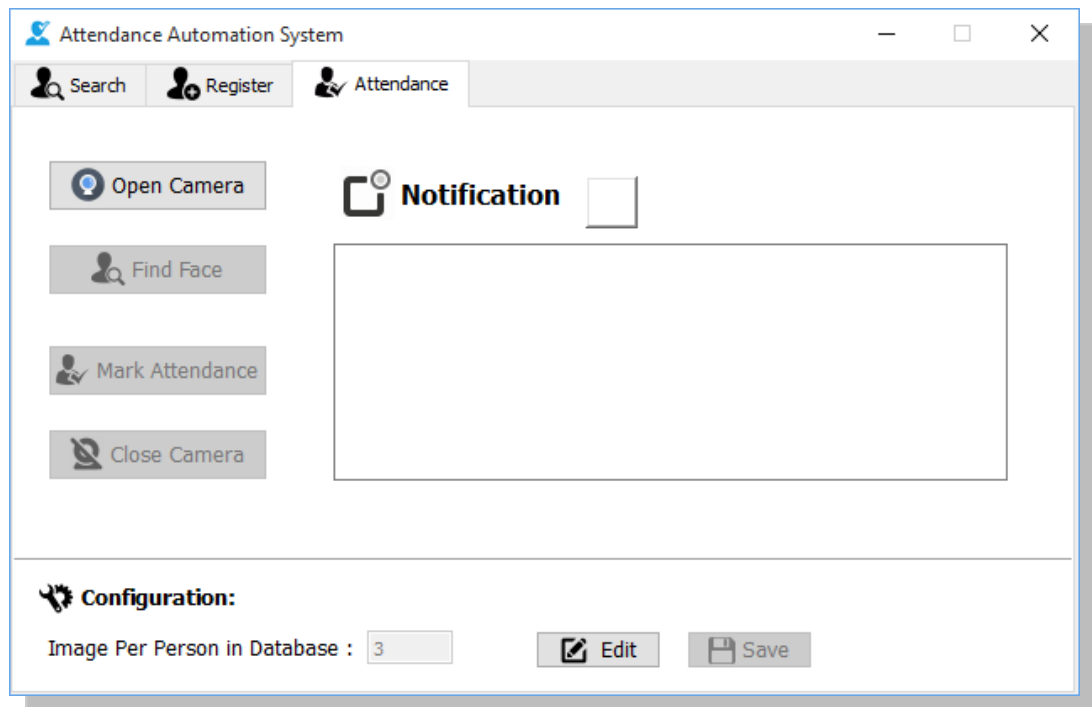 Attendance Automation System
Search Register Attendance
Open Camera
Notification
Find Face
Mark Attendance
Close Camera
Configuration:
Image Per Person in Database : 3 Edit Save